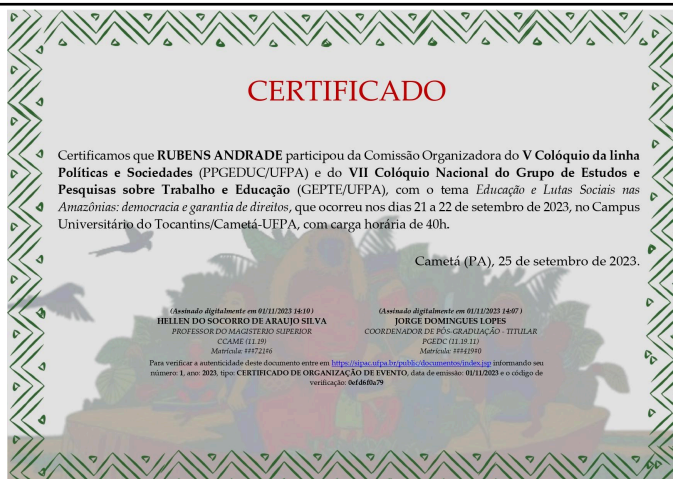 CERTIFICADO
Certificamos que RUBENS ANDRADE participou da Comissão Organizadora do V Colóquio da linha
Políticas e Sociedades (PPGEDUC/UFPA) e do VII Colóquio Nacional do Grupo de Estudos e
Pesquisas sobre Trabalho e Educação (GEPTE/UFPA), com o tema Educação e Lutas Sociais nas
Amazônias: democracia e garantia de direitos, que ocorreu nos dias 21 a 22 de setembro de 2023, no Campus
Universitário do Tocantins/Cametá-UFPA, com carga horária de 40h.
Cametá (PA), 25 de setembro de 2023.
(Assinado digitalmente em 01/11/2023 14:10 )
HELLEN DO SOCORRO DE ARAUJO SILVA
PROFESSOR DO MAGISTERIO SUPERIOR
CCAME (11.19)
Matrícula: ###721#6
(Assinado digitalmente em 01/11/2023 14:07 )
JORGE DOMINGUES LOPES
COORDENADOR DE PÓS-GRADUAÇÃO - TITULAR
PGEDC (11.19.11)
Matrícula: ###419#0
Para verificar a autenticidade deste documento entre em https://sipac.ufpa.br/public/documentos/index.jsp informando seu
número: 1, ano: 2023, tipo: CERTIFICADO DE ORGANIZAÇÃO DE EVENTO, data de emissão: 01/11/2023 e o código de
verificação: 0efd6f0a79